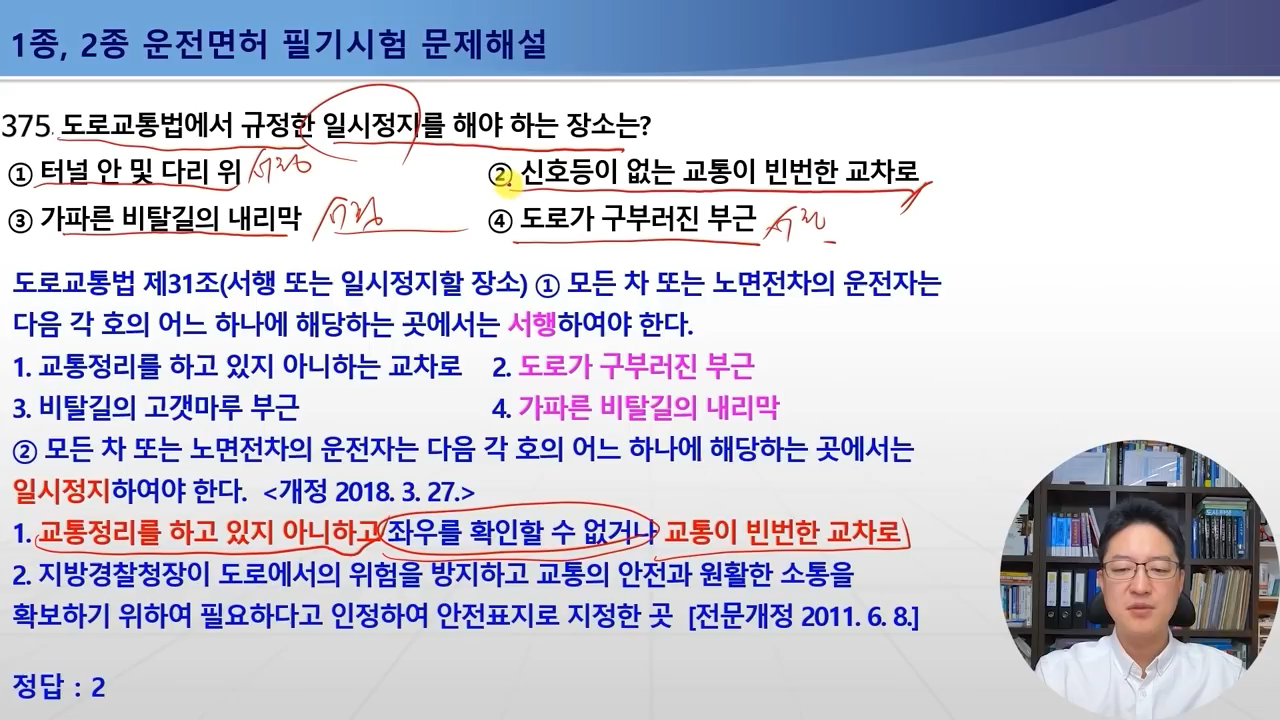 1종, 2종 운전면허 필기시험 문제해설
375. 도로교통법에서 규정한 일시정지를 해야 하는 장소는?
① 터널 안 및 다리 위 서행 ② 신호등이 없는 교통이 빈번한 교차로
③ 가파른 비탈길의 내리막 서행 ④ 도로가 구부러진 부근 서행
도로교통법 제31조(서행 또는 일시정지할 장소) ① 모든 차 또는 노면전차의 운전자는
다음 각 호의 어느 하나에 해당하는 곳에서는 서행하여야 한다.
1. 교통정리를 하고 있지 아니하는 교차로 2. 도로가 구부러진 부근
3. 비탈길의 고갯마루 부근 4. 가파른 비탈길의 내리막
② 모든 차 또는 노면전차의 운전자는 다음 각 호의 어느 하나에 해당하는 곳에서는
일시정지하여야 한다. <개정 2018. 3. 27.>
1. 교통정리를 하고 있지 아니하고 좌우를 확인할 수 없거나 교통이 빈번한 교차로
2. 지방경찰청장이 도로에서의 위험을 방지하고 교통의 안전과 원활한 소통을
확보하기 위하여 필요하다고 인정하여 안전표지로 지정한 곳 [전문개정 2011. 6. 8.]
정답 : 2